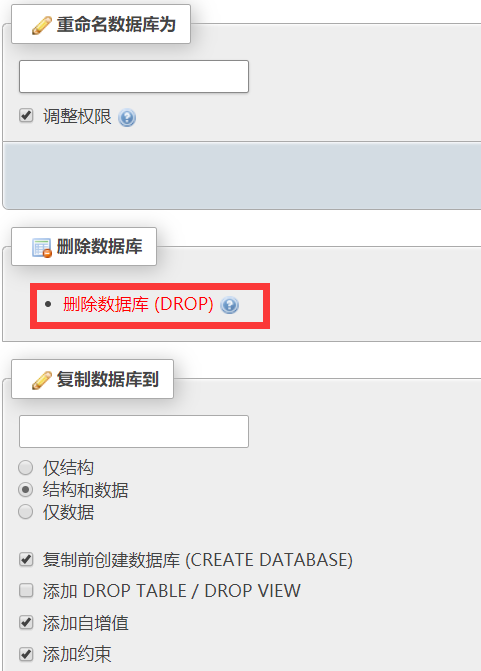 重命名数据库为
调整权限
删除数据库
删除数据库 (DROP)
复制数据库到
仅结构
结构和数据
仅数据
复制前创建数据库 (CREATE DATABASE)
添加 DROP TABLE / DROP VIEW
添加自增值
添加约束